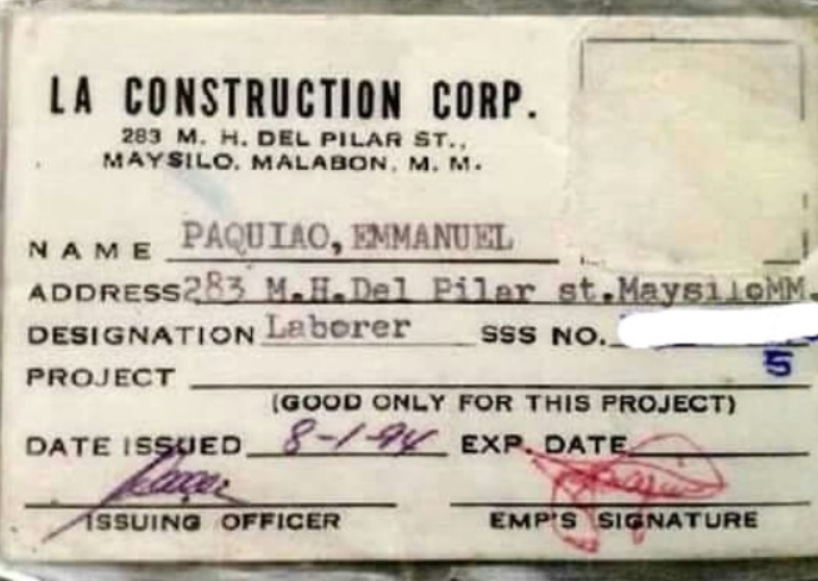 LA CONSTRUCTION CORP.
283 M. H. DEL PILAR ST.,
MAYSILO, MALABON, M. M.
NAME PAQUIAO, EMMANUEL
ADDRESS 283 M.H.Del Pilar st.MaysiloMM.
DESIGNATION Laborer SSS NO.
5
PROJECT
(GOOD ONLY FOR THIS PROJECT)
DATE ISSUED 8-1-94 EXP. DATE
ISSUING OFFICER EMP'S SIGNATURE